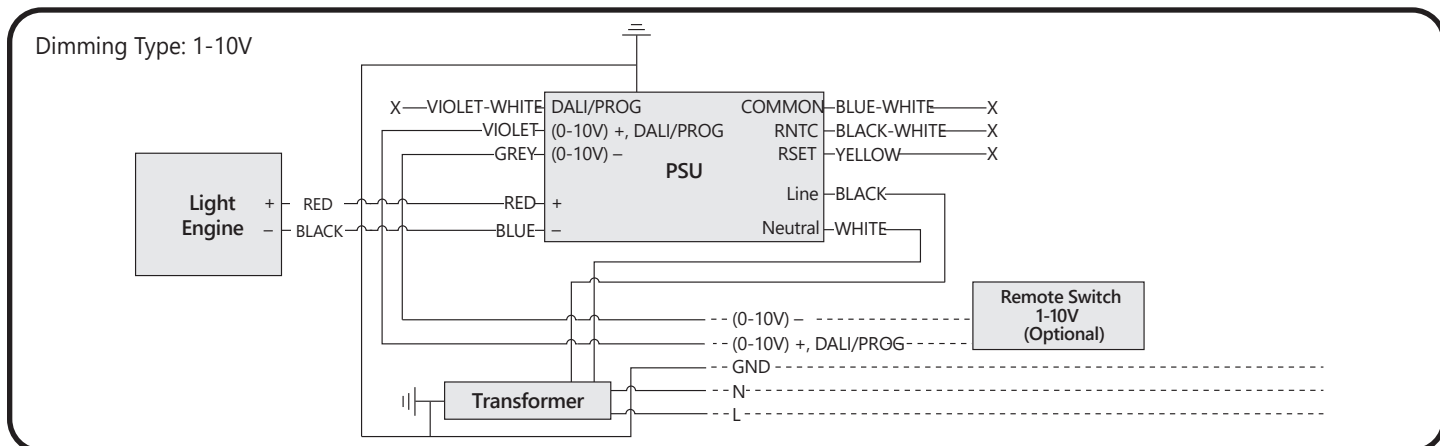 Dimming Type: 1-10V
X VIOLET-WHITE DALI/PROG COMMON BLUE-WHITE X
VIOLET (0-10V) +, DALI/PROG RNTC BLACK-WHITE X
GREY (0-10V) – RSET YELLOW X
PSU
Light
Engine
+ RED RED + Line BLACK
– BLACK BLUE – Neutral WHITE
Remote Switch
1-10V
(Optional)
(0-10V) –
(0-10V) +, DALI/PROG
GND
Transformer
N
L